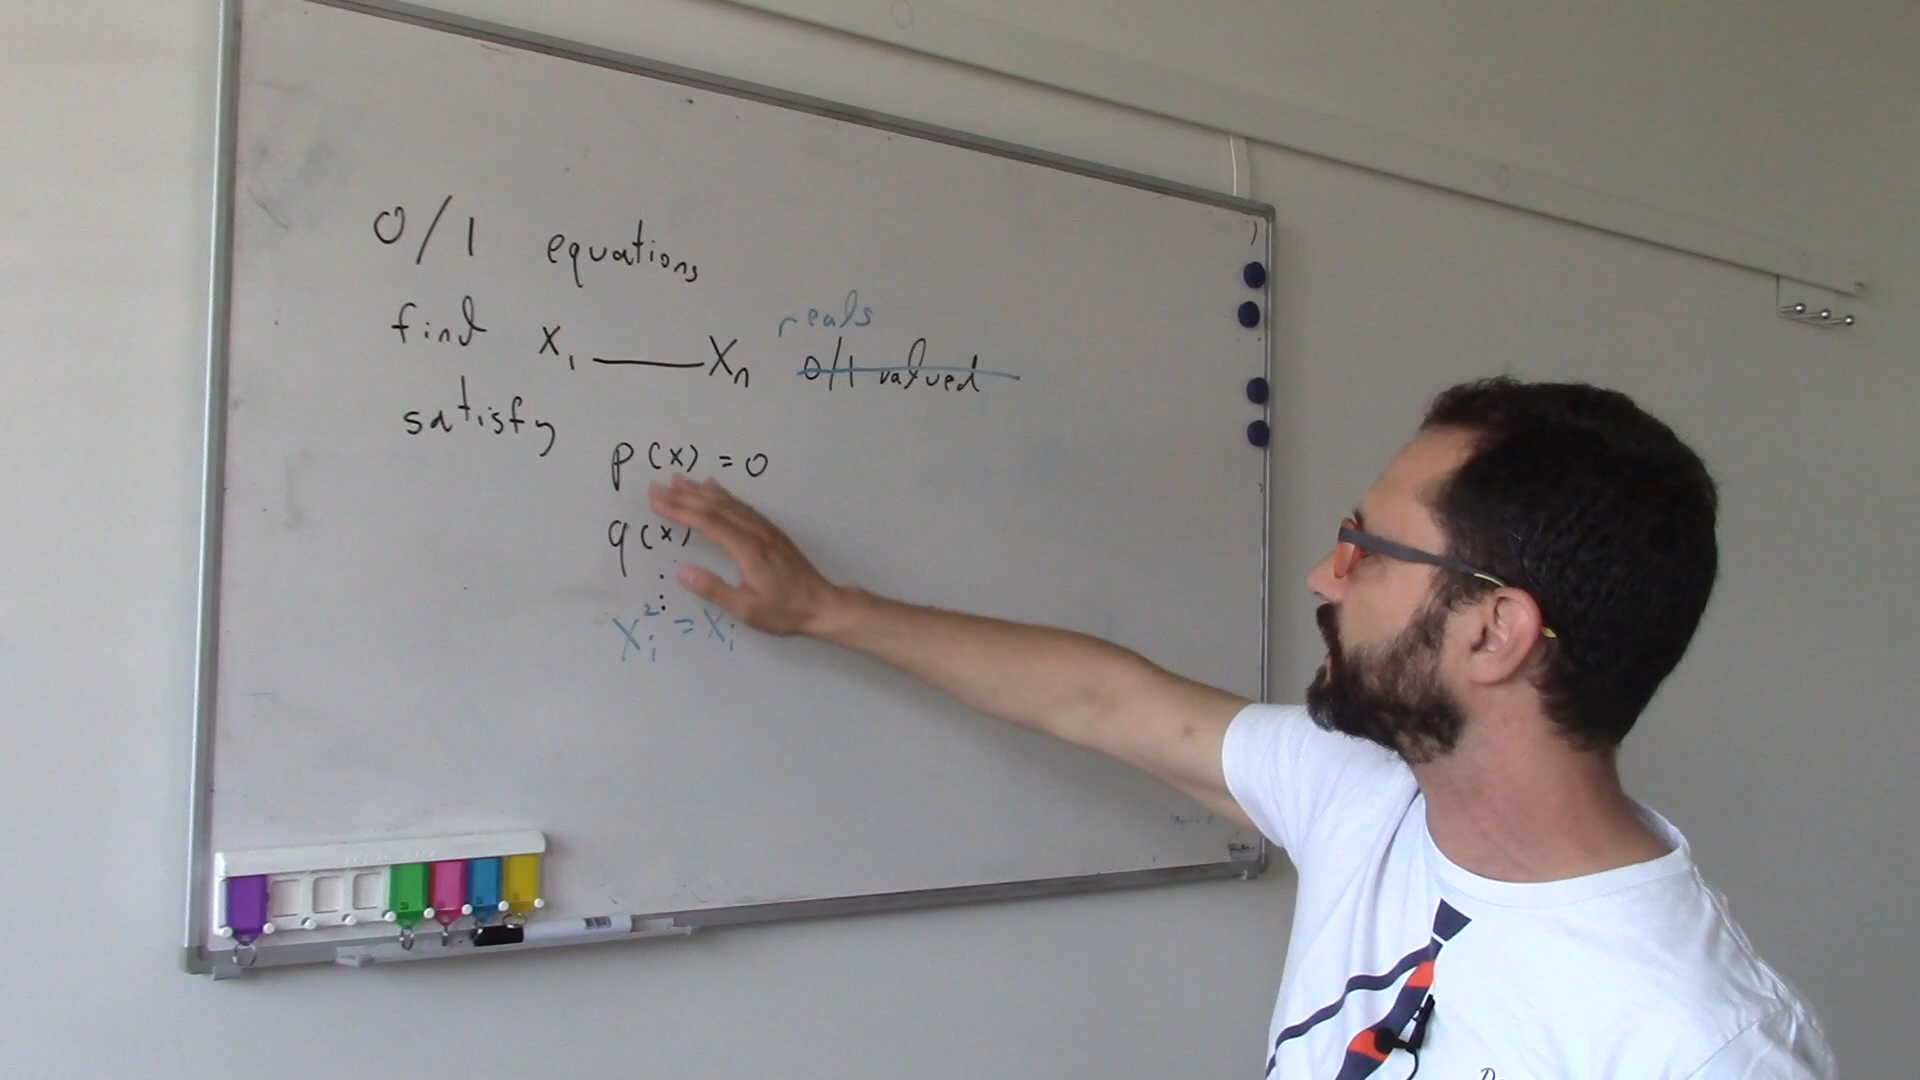 0/1 equations
find x₁ —— xₙ reals
0/1 valued
satisfy
p(x) = 0
q(x)
⋮
xᵢ² = xᵢ